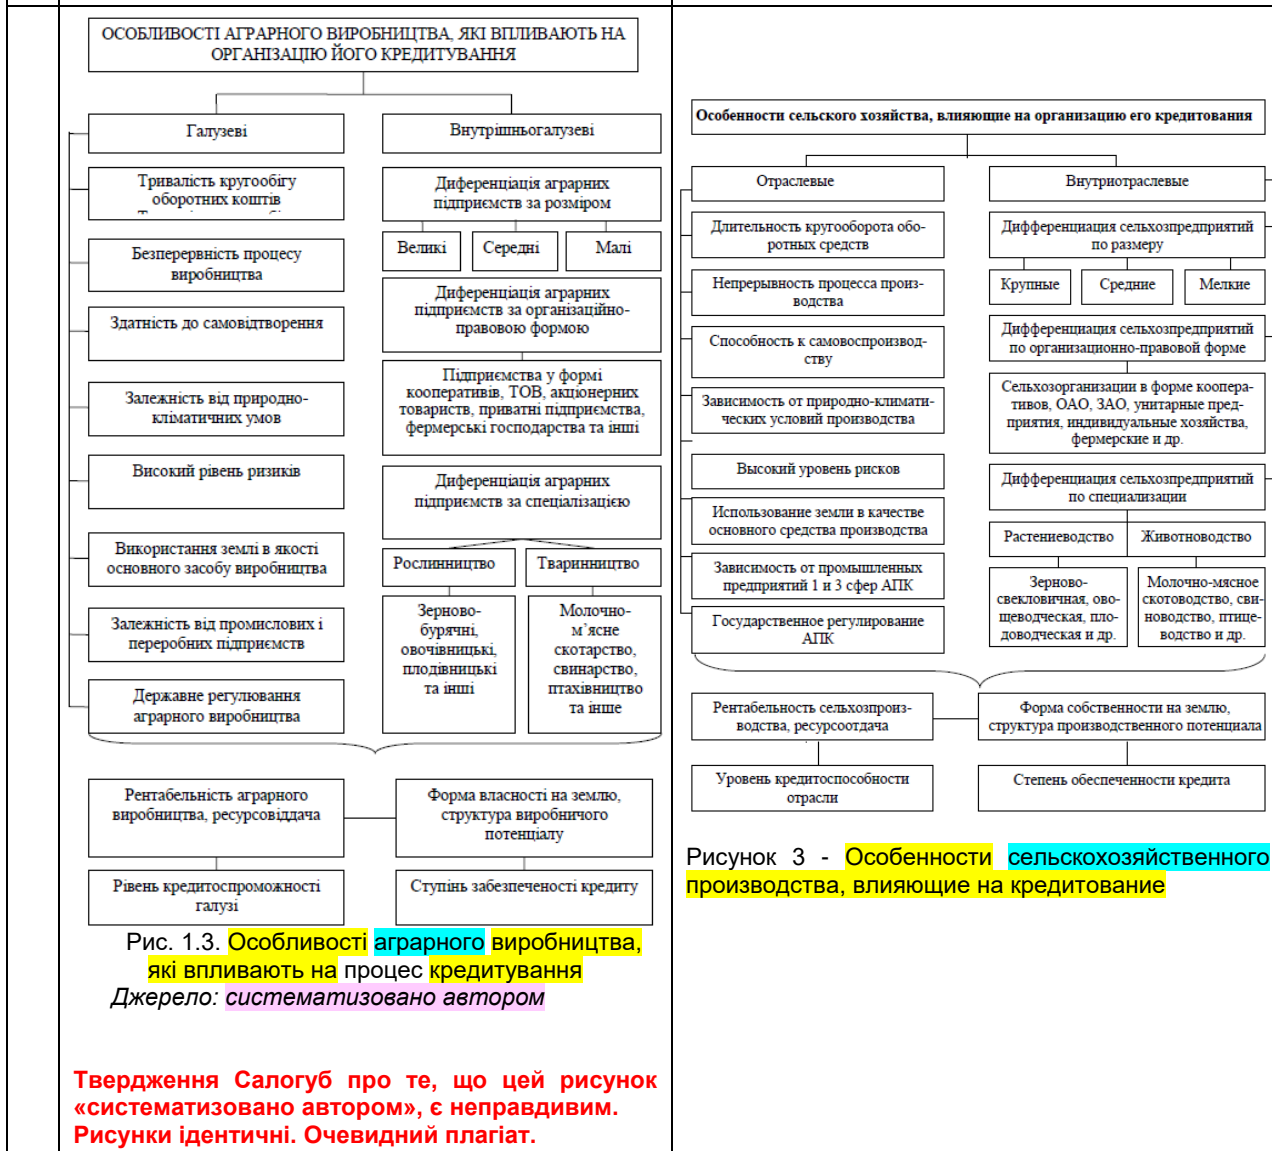 ОСОБЛИВОСТІ АГРАРНОГО ВИРОБНИЦТВА, ЯКІ ВПЛИВАЮТЬ НА
ОРГАНІЗАЦІЮ ЙОГО КРЕДИТУВАННЯ
Галузеві
Внутрішньогалузеві
Тривалість кругообігу
оборотних коштів
Диференціація аграрних
підприємств за розміром
Великі
Середні
Малі
Безперервність процесу
виробництва
Диференціація аграрних
підприємств за організаційно-
правовою формою
Здатність до самовідтворення
Підприємства у формі
кооперативів, ТОВ, акціонерних
товариств, приватні підприємства,
фермерські господарства та інші
Залежність від природно-
кліматичних умов
Високий рівень ризиків
Диференціація аграрних
підприємств за спеціалізацією
Використання землі в якості
основного засобу виробництва
Рослинництво
Тваринництво
Залежність від промислових і
переробних підприємств
Зерново-
бурячні,
овочівницькі,
плодівницькі
та інші
Молочно-
м’ясне
скотарство,
свинарство,
птахівництво
та інше
Державне регулювання
аграрного виробництва
Рентабельність аграрного
виробництва, ресурсовіддача
Форма власності на землю,
структура виробничого
потенціалу
Рівень кредитоспроможності
галузі
Ступінь забезпеченості кредиту
Рис. 1.3. Особливості аграрного виробництва,
які впливають на процес кредитування
Джерело: систематизовано автором
Твердження Салогуб про те, що цей рисунок
«систематизовано автором», є неправдивим.
Рисунки ідентичні. Очевидний плагіат.
Особенности сельского хозяйства, влияющие на организацию его кредитования
Отраслевые
Внутриотраслевые
Длительность кругооборота обо-
ротных средств
Дифференциация сельхозпредприятий
по размеру
Непрерывность процесса произ-
водства
Крупные
Средние
Мелкие
Способность к самовоспроизвод-
ству
Дифференциация сельхозпредприятий
по организационно-правовой форме
Зависимость от природно-климати-
ческих условий производства
Сельхозорганизации в форме коопера-
тивов, ОАО, ЗАО, унитарные пред-
приятия, индивидуальные хозяйства,
фермерские и др.
Высокий уровень рисков
Дифференциация сельхозпредприятий
по специализации
Использование земли в качестве
основного средства производства
Растениеводство
Животноводство
Зависимость от промышленных
предприятий 1 и 3 сфер АПК
Зерново-
свекловичная, ово-
щеводческая, пло-
доводческая и др.
Молочно-мясное
скотоводство, сви-
новодство, птице-
водство и др.
Государственное регулирование
АПК
Рентабельность сельхозпроиз-
водства, ресурсоотдача
Форма собственности на землю,
структура производственного потенциала
Уровень кредитоспособности
отрасли
Степень обеспеченности кредита
Рисунок 3 - Особенности сельскохозяйственного
производства, влияющие на кредитование